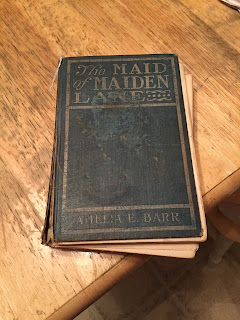 The MAID
of MAIDEN
LANE
AMELIA E. BARR